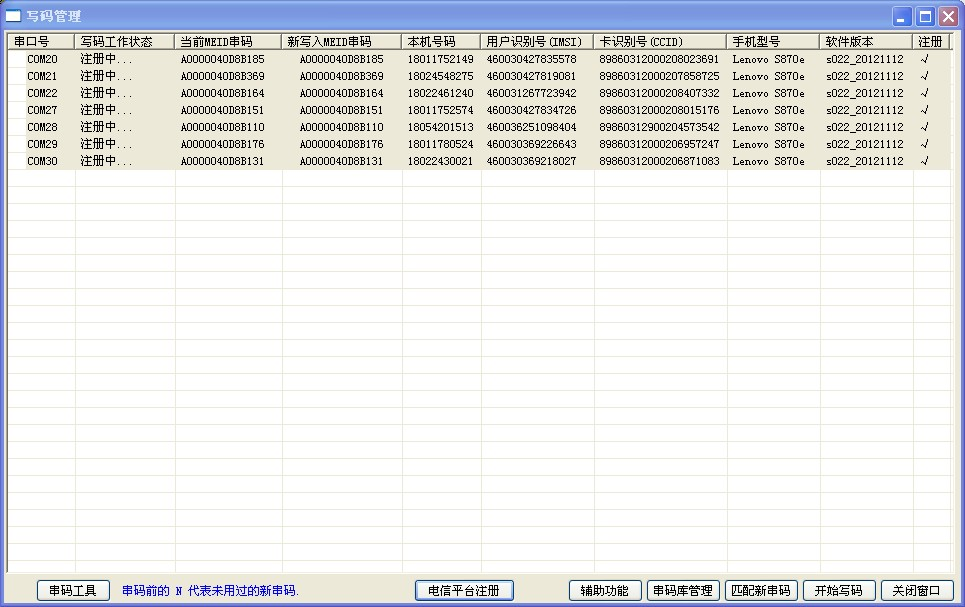 写码管理
串口号 写码工作状态 当前MEID串码 新写入MEID串码 本机号码 用户识别号(IMSI) 卡识别号(CCID) 手机型号 软件版本 注册
COM20 注册中... A0000040D8B185 A0000040D8B185 18011752149 460030427835578 89860312000208023691 Lenovo S870e s022_20121112 √
COM21 注册中... A0000040D8B369 A0000040D8B369 18024548275 460030427819081 89860312000207858725 Lenovo S870e s022_20121112 √
COM22 注册中... A0000040D8B164 A0000040D8B164 18022461240 460031267723942 89860312000208407332 Lenovo S870e s022_20121112 √
COM27 注册中... A0000040D8B151 A0000040D8B151 18011752574 460030427834726 89860312000208015176 Lenovo S870e s022_20121112 √
COM28 注册中... A0000040D8B110 A0000040D8B110 18054201513 460036251098404 89860312900204573542 Lenovo S870e s022_20121112 √
COM29 注册中... A0000040D8B176 A0000040D8B176 18011780524 460030369226643 89860312000206957247 Lenovo S870e s022_20121112 √
COM30 注册中... A0000040D8B131 A0000040D8B131 18022430021 460030369218027 89860312000206871083 Lenovo S870e s022_20121112 √
串码工具 串码前的 N 代表未用过的新串码. 电信平台注册 辅助功能 串码库管理 匹配新串码 开始写码 关闭窗口